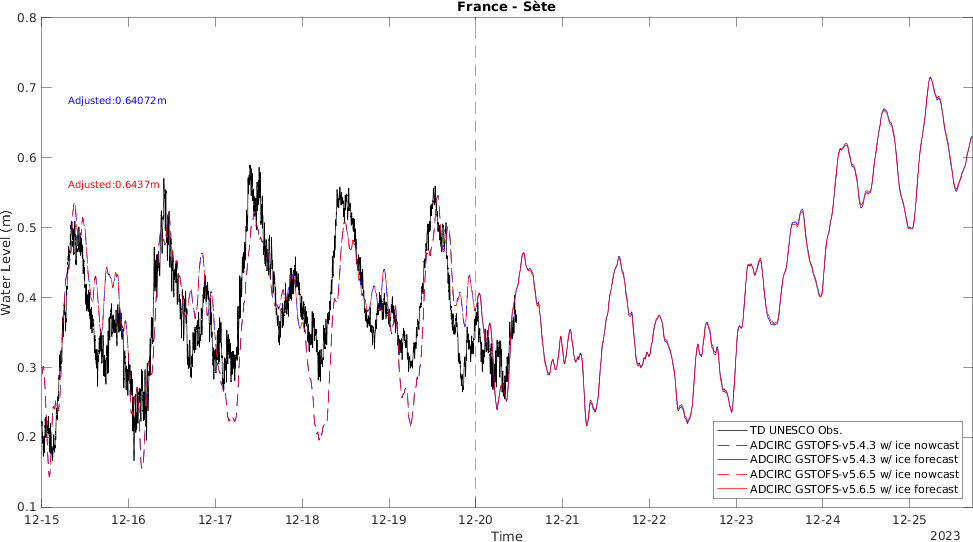 France - Sète
0.8
0.7
0.6
0.5
0.4
0.3
0.2
0.1
Water Level (m)
Adjusted:0.64072m
Adjusted:0.6437m
TD UNESCO Obs.
ADCIRC GSTOFS-v5.4.3 w/ ice nowcast
ADCIRC GSTOFS-v5.4.3 w/ ice forecast
ADCIRC GSTOFS-v5.6.5 w/ ice nowcast
ADCIRC GSTOFS-v5.6.5 w/ ice forecast
12-15 12-16 12-17 12-18 12-19 12-20 12-21 12-22 12-23 12-24 12-25
Time
2023